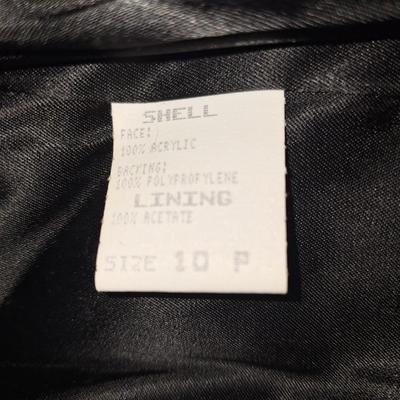 SHELL
FACE:
100% ACRYLIC
BACKING:
100% POLYPROPYLENE
LINING
100% ACETATE
SIZE 10 P